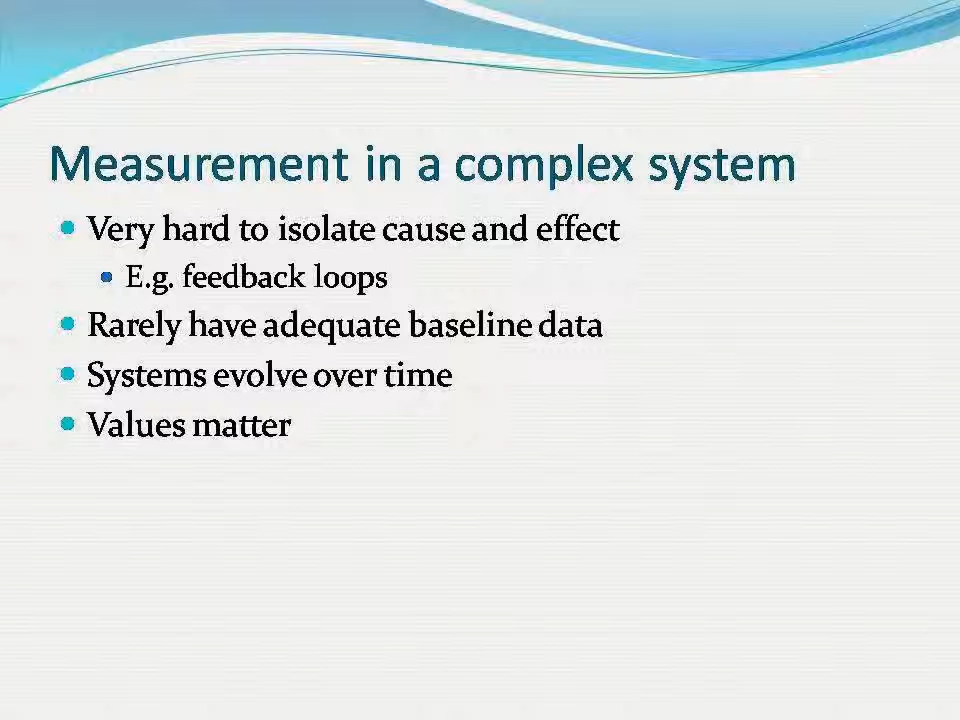 Measurement in a complex system
Very hard to isolate cause and effect
E.g. feedback loops
Rarely have adequate baseline data
Systems evolve over time
Values matter